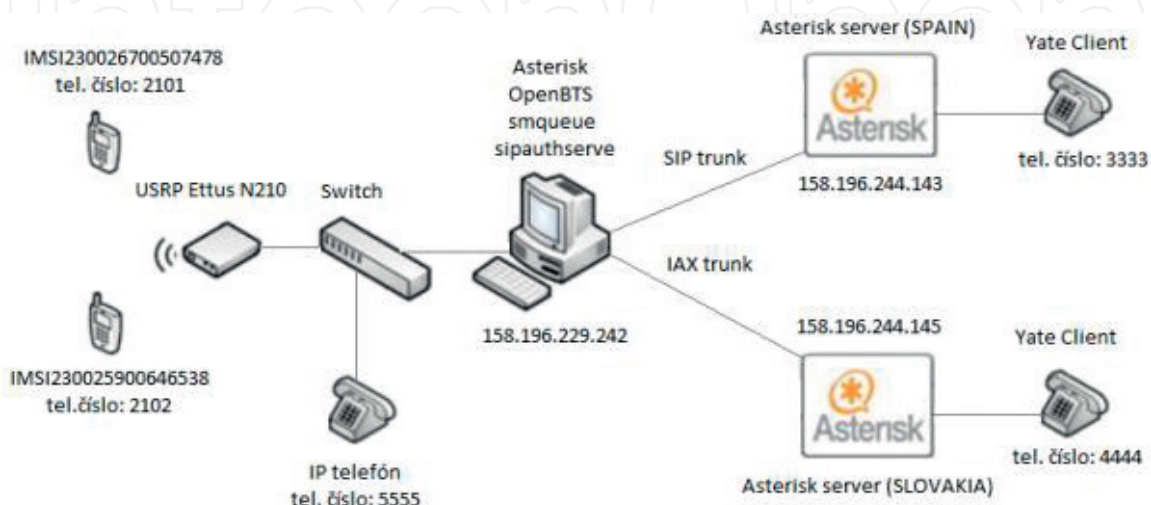 IMSI230026700507478
tel. číslo: 2101
USRP Ettus N210
Switch
IMSI230025900646538
tel.číslo: 2102
IP telefón
tel. číslo: 5555
Asterisk
OpenBTS
smqueue
sipauthserve
158.196.229.242
SIP trunk
IAX trunk
Asterisk server (SPAIN)
Asterisk
158.196.244.143
Yate Client
tel. číslo: 3333
158.196.244.145
Asterisk
Asterisk server (SLOVAKIA)
Yate Client
tel. číslo: 4444